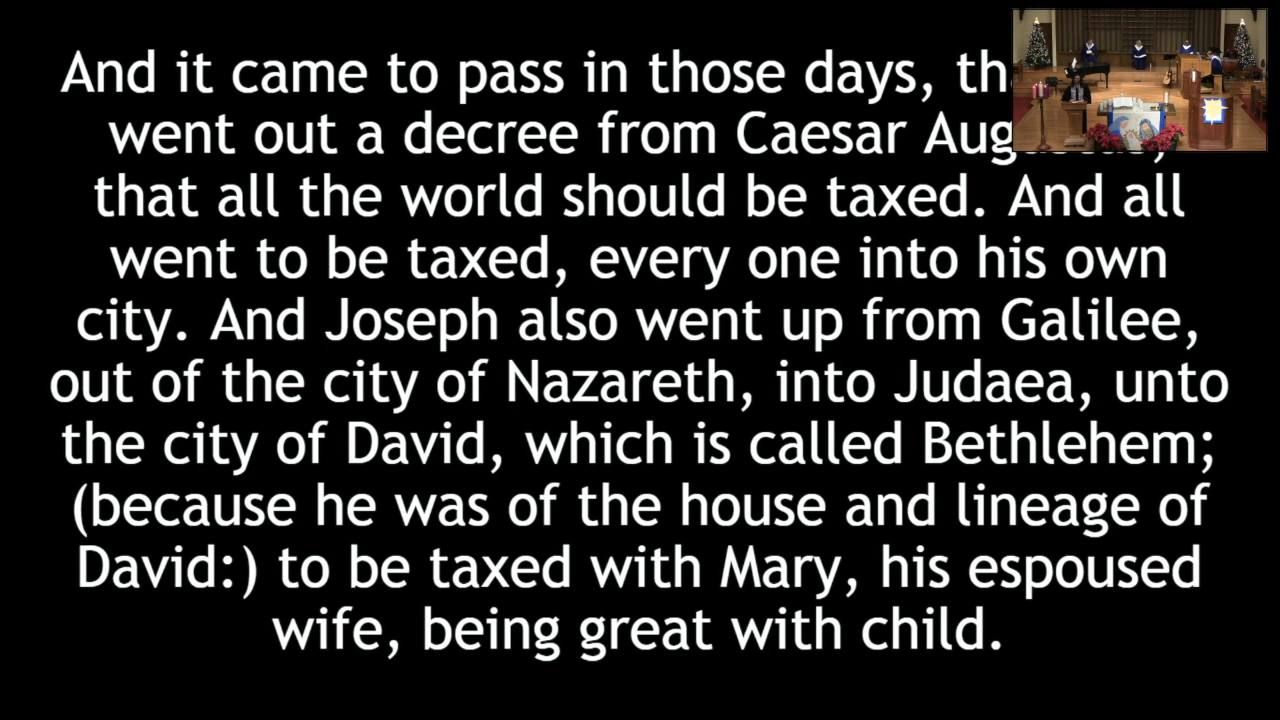 And it came to pass in those days,
went out a decree from Caesar
that all the world should be taxed. And all
went to be taxed, every one into his own
city. And Joseph also went up from Galilee,
out of the city of Nazareth, into Judaea, unto
the city of David, which is called Bethlehem;
(because he was of the house and lineage of
David:) to be taxed with Mary, his espoused
wife, being great with child.